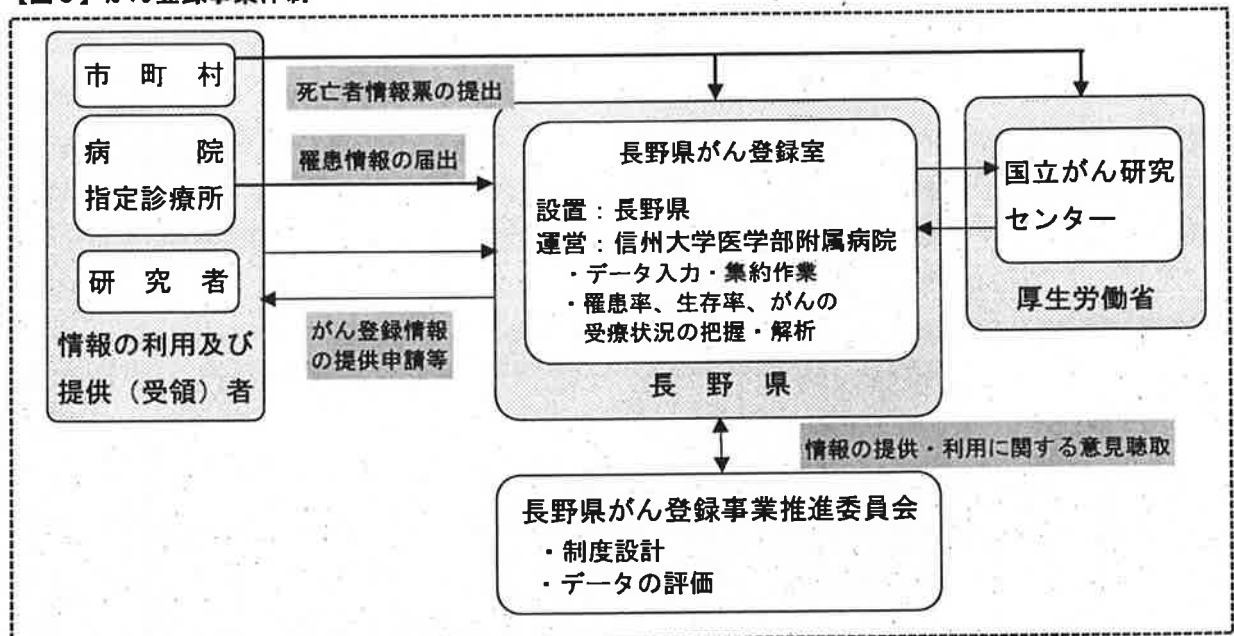 市町村
死亡者情報票の提出
病院
指定診療所
罹患情報の届出
研究者
情報の利用及び
提供（受領）者
がん登録情報
の提供申請等
長野県がん登録室
設置：長野県
運営：信州大学医学部附属病院
・データ入力・集約作業
・罹患率、生存率、がんの
受療状況の把握・解析
長野県
国立がん研究
センター
厚生労働省
情報の提供・利用に関する意見聴取
長野県がん登録事業推進委員会
・制度設計
・データの評価